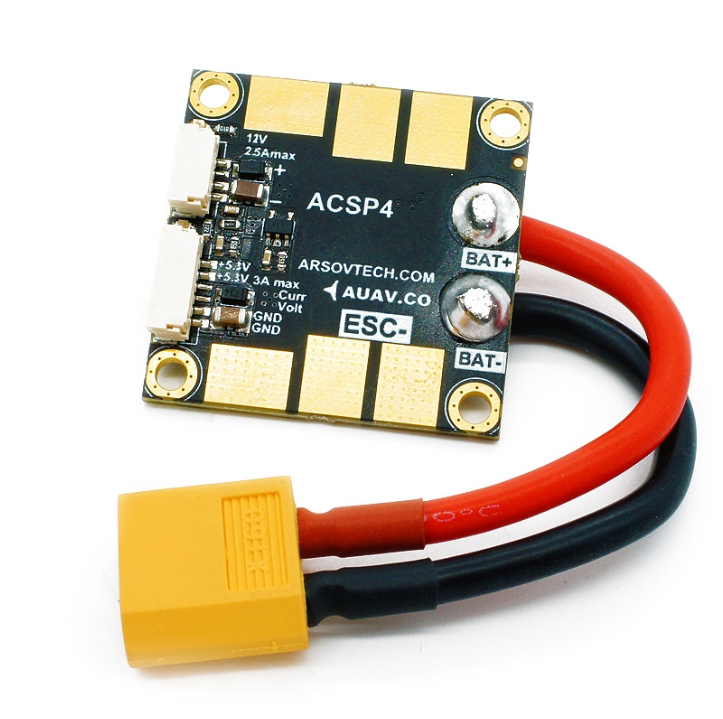 12V
2.5Amax
+
-
ACSP4
BAT+
+5.3V
+5.3V 3A max
Curr
Volt
GND
GND
ARSOVTECH.COM
AUAV.CO
ESC-
BAT-
XT60